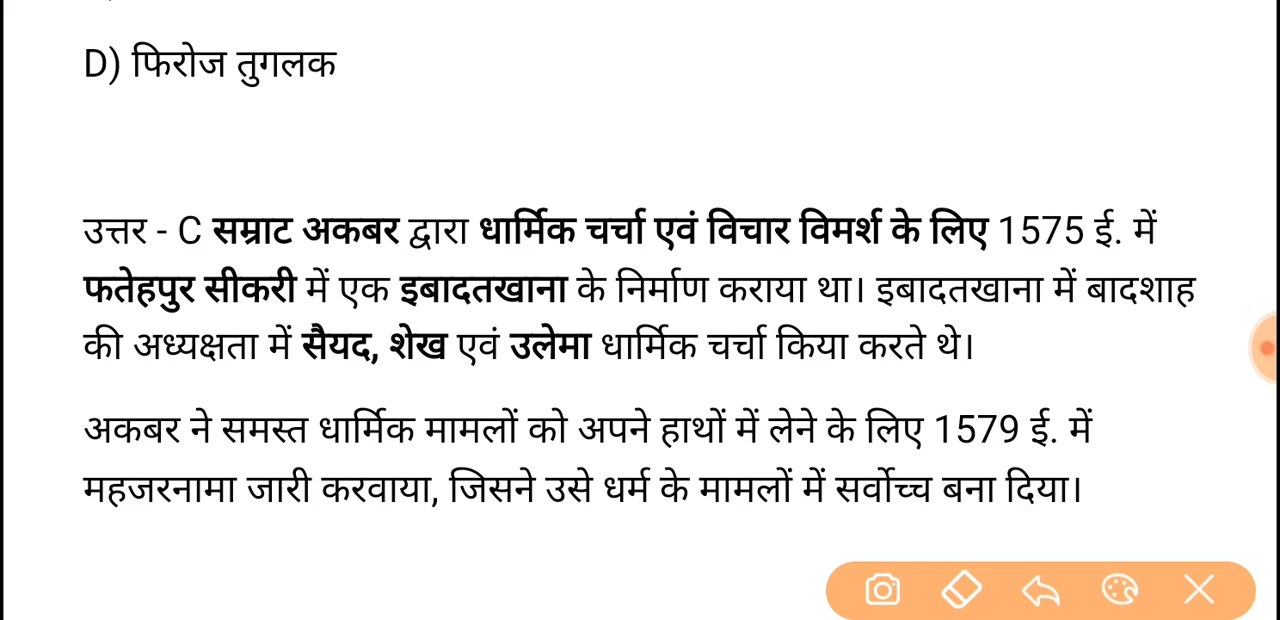 D) फिरोज तुगलक
उत्तर - C सम्राट अकबर द्वारा धार्मिक चर्चा एवं विचार विमर्श के लिए 1575 ई. में
फतेहपुर सीकरी में एक इबादतखाना के निर्माण कराया था। इबादतखाना में बादशाह
की अध्यक्षता में सैयद, शेख एवं उलेमा धार्मिक चर्चा किया करते थे।
अकबर ने समस्त धार्मिक मामलों को अपने हाथों में लेने के लिए 1579 ई. में
महजरनामा जारी करवाया, जिसने उसे धर्म के मामलों में सर्वोच्च बना दिया।